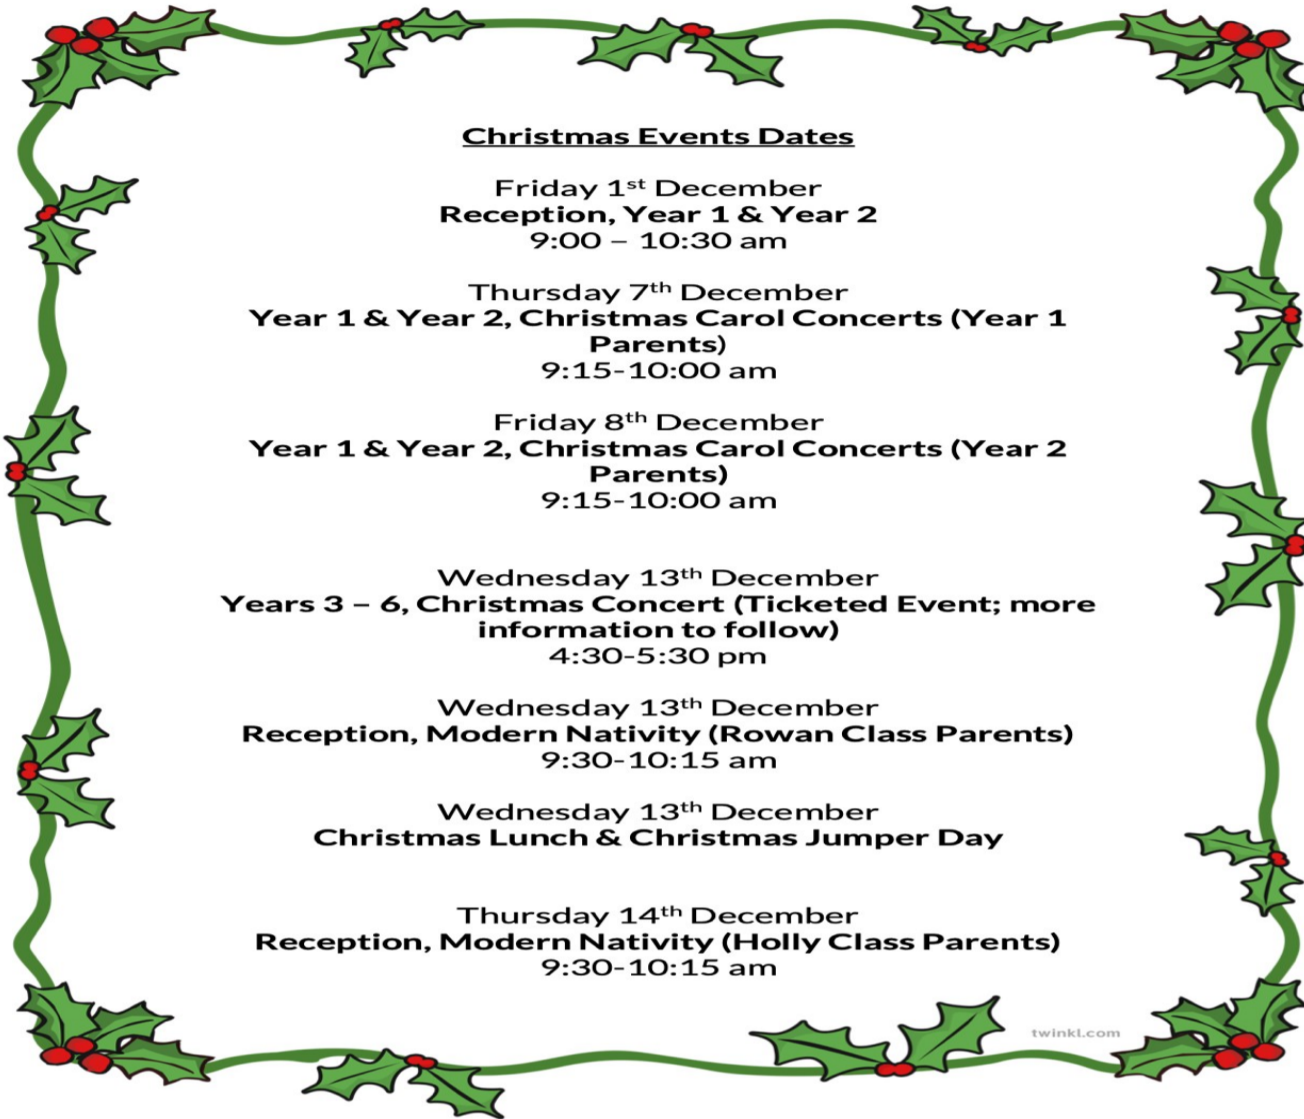 Christmas Events Dates
Friday 1st December
Reception, Year 1 & Year 2
9:00 – 10:30 am
Thursday 7th December
Year 1 & Year 2, Christmas Carol Concerts (Year 1
Parents)
9:15-10:00 am
Friday 8th December
Year 1 & Year 2, Christmas Carol Concerts (Year 2
Parents)
9:15-10:00 am
Wednesday 13th December
Years 3 – 6, Christmas Concert (Ticketed Event; more
information to follow)
4:30-5:30 pm
Wednesday 13th December
Reception, Modern Nativity (Rowan Class Parents)
9:30-10:15 am
Wednesday 13th December
Christmas Lunch & Christmas Jumper Day
Thursday 14th December
Reception, Modern Nativity (Holly Class Parents)
9:30-10:15 am
twinkl.com